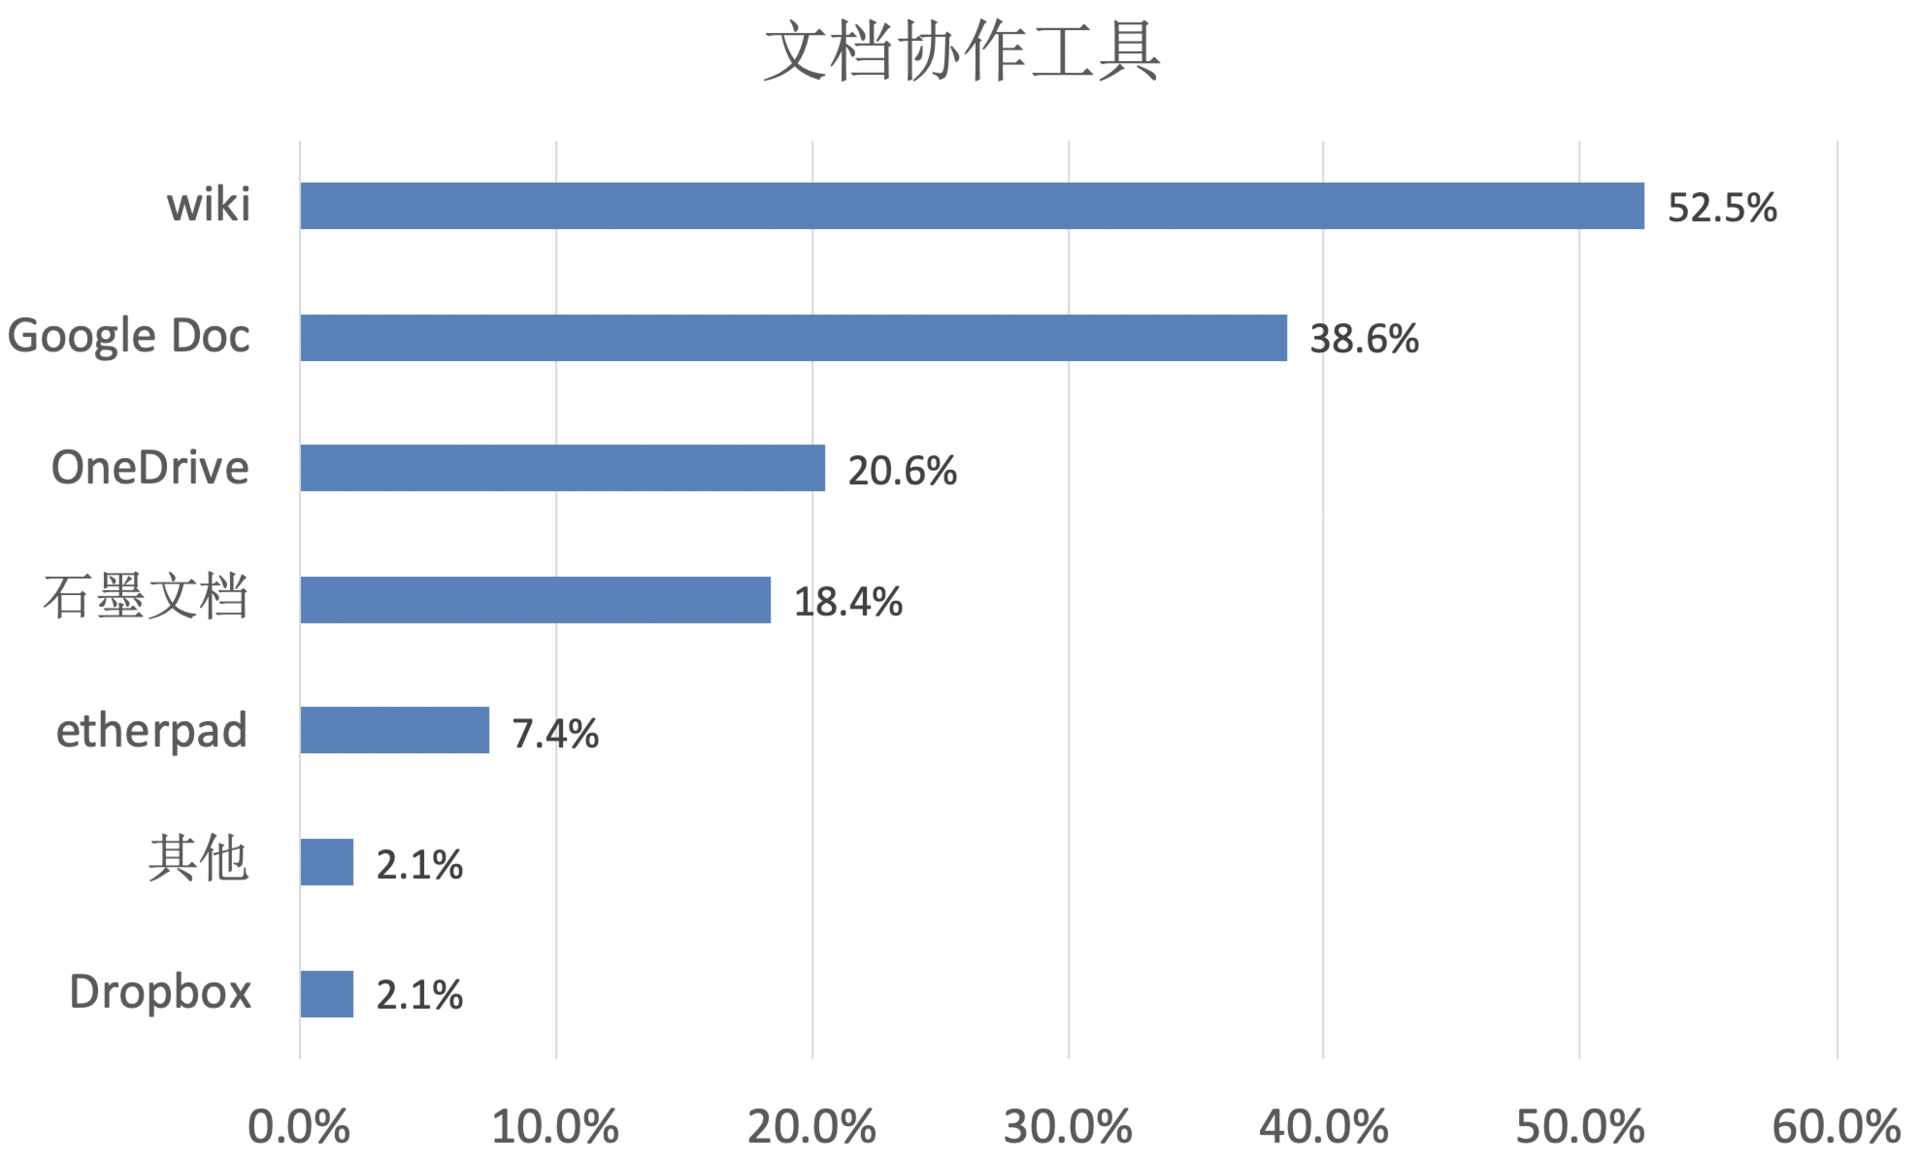 文档协作工具
wiki 52.5%
Google Doc 38.6%
OneDrive 20.6%
石墨文档 18.4%
etherpad 7.4%
其他 2.1%
Dropbox 2.1%
0.0% 10.0% 20.0% 30.0% 40.0% 50.0% 60.0%